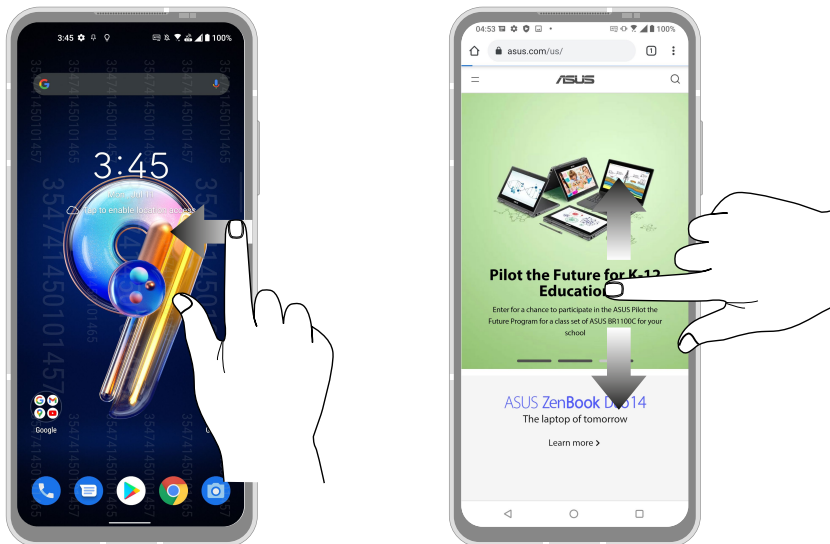 3:45
100%
3:45
Tap to enable location access
Google
04:53
100%
asus.com/us/
1
ASUS
Pilot the Future for K-12
Education
Enter for a chance to participate in the ASUS Pilot the
Future Program for a class set of ASUS BR1100C for your
school
ASUS ZenBook 14
The laptop of tomorrow
Learn more >